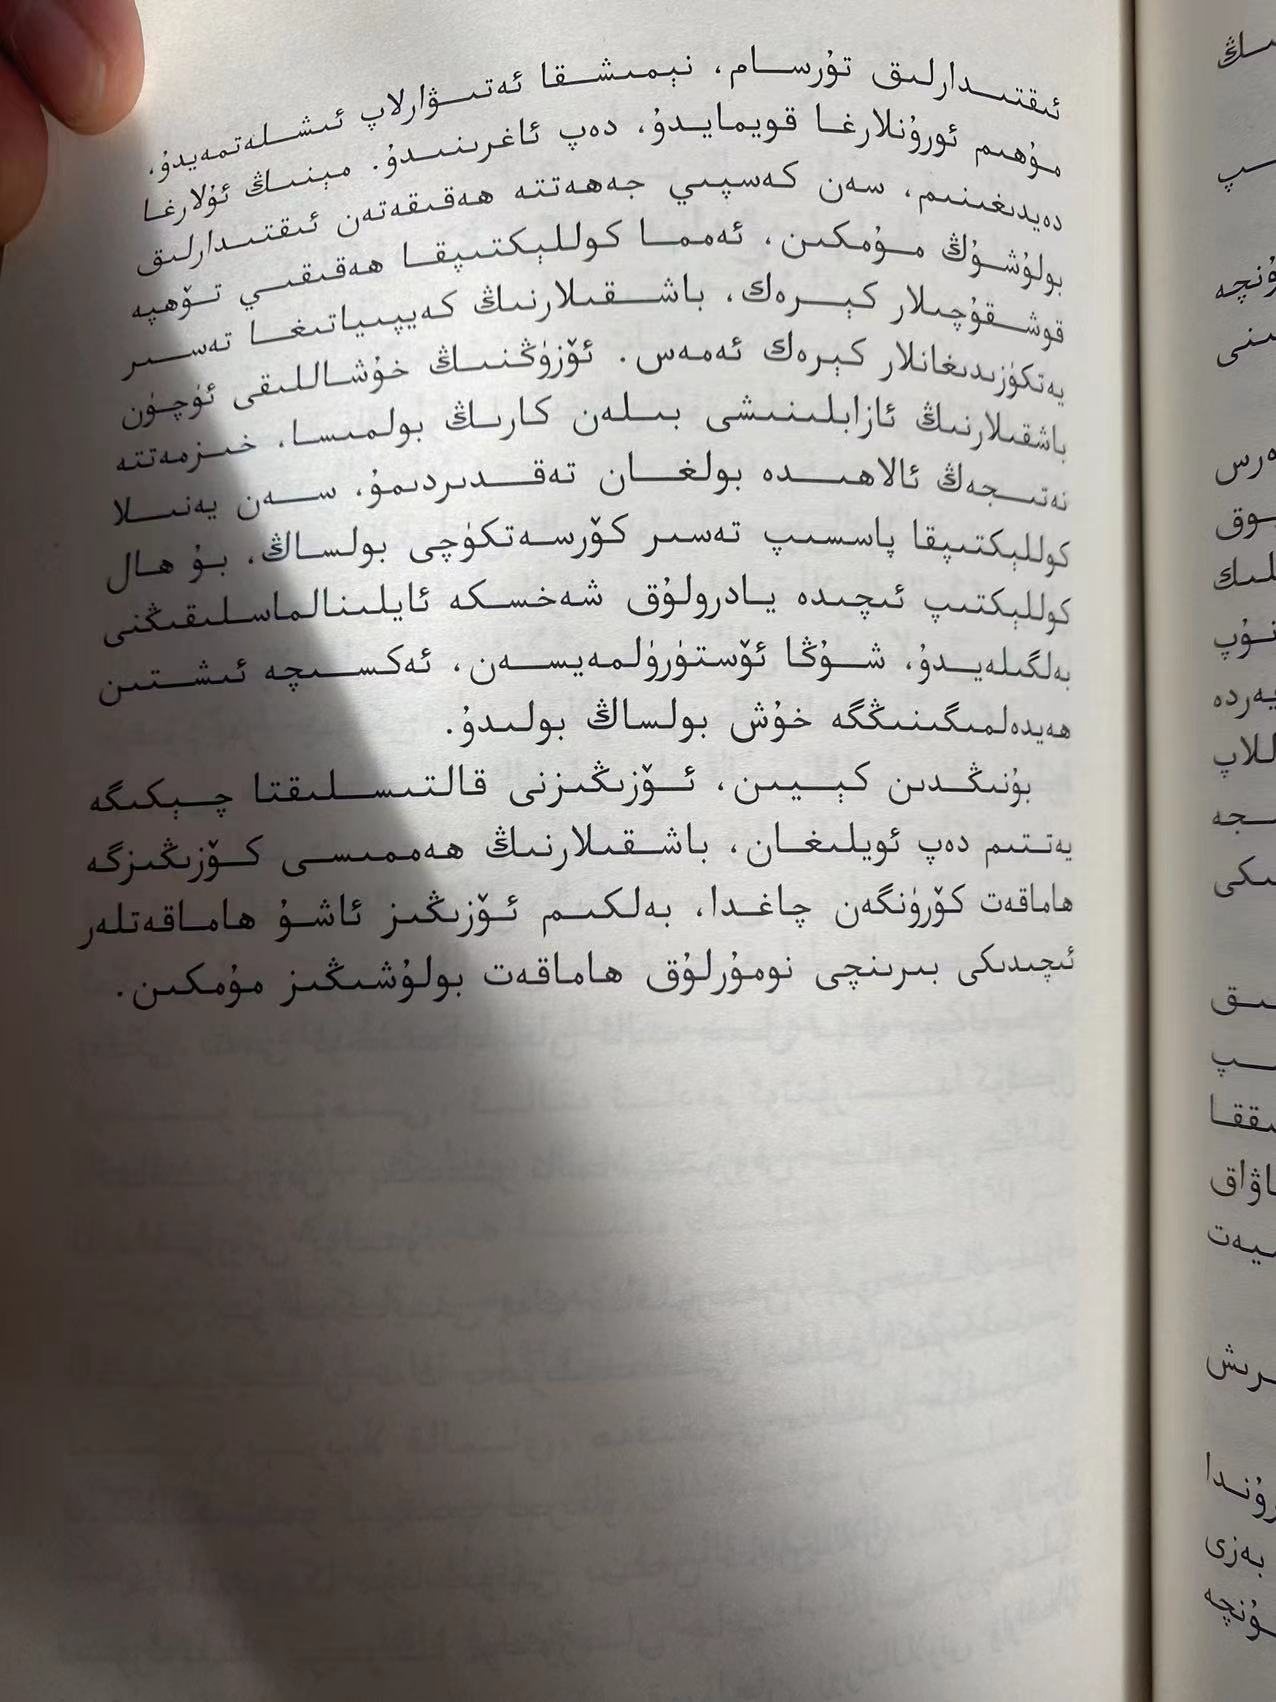 ئىقتىدارلىق تۇرسام، نېمىشقا ئەتىۋارلاپ ئىشلەتمەيدۇ،
مۇھىم ئورۇنلارغا قويمايدۇ، دەپ ئاغرىنىدۇ. مېنىڭ ئۇلارغا
دەيدىغىنىم، سەن كەسپىي جەھەتتە ھەقىقەتەن ئىقتىدارلىق
بولۇشۇڭ مۇمكىن، ئەمما كوللېكتىپقا ھەقىقىي تۆھپە
قوشقۇچىلار كېرەك، باشقىلارنىڭ كەيپىياتىغا تەسىر
يەتكۈزىدىغانلار كېرەك ئەمەس. ئۆزۈڭنىڭ خۇشاللىقى ئۈچۈن
باشقىلارنىڭ ئازابلىنىشى بىلەن كارىڭ بولمىسا، خىزمەتتە
نەتىجەڭ ئالاھىدە بولغان تەقدىردىمۇ، سەن يەنىلا
كوللېكتىپقا پاسسىپ تەسىر كۆرسەتكۈچى بولساڭ، بۇ ھال
كوللېكتىپ ئىچىدە يادرولۇق شەخسكە ئايلىنالماسلىقىڭنى
بەلگىلەيدۇ، شۇڭا ئۆستۈرۈلمەيسەن، ئەكسىچە ئىشتىن
ھەيدەلمىگىنىڭگە خۇش بولساڭ بولىدۇ.
بۇنىڭدىن كېيىن، ئۆزىڭىزنى قالتىسلىقتا چېكىگە
يەتتىم دەپ ئويلىغان، باشقىلارنىڭ ھەممىسى كۆزىڭىزگە
ھاماقەت كۆرۈنگەن چاغدا، بەلكىم ئۆزىڭىز ئاشۇ ھاماقەتلەر
ئىچىدىكى بىرىنچى نومۇرلۇق ھاماقەت بولۇشىڭىز مۇمكىن.